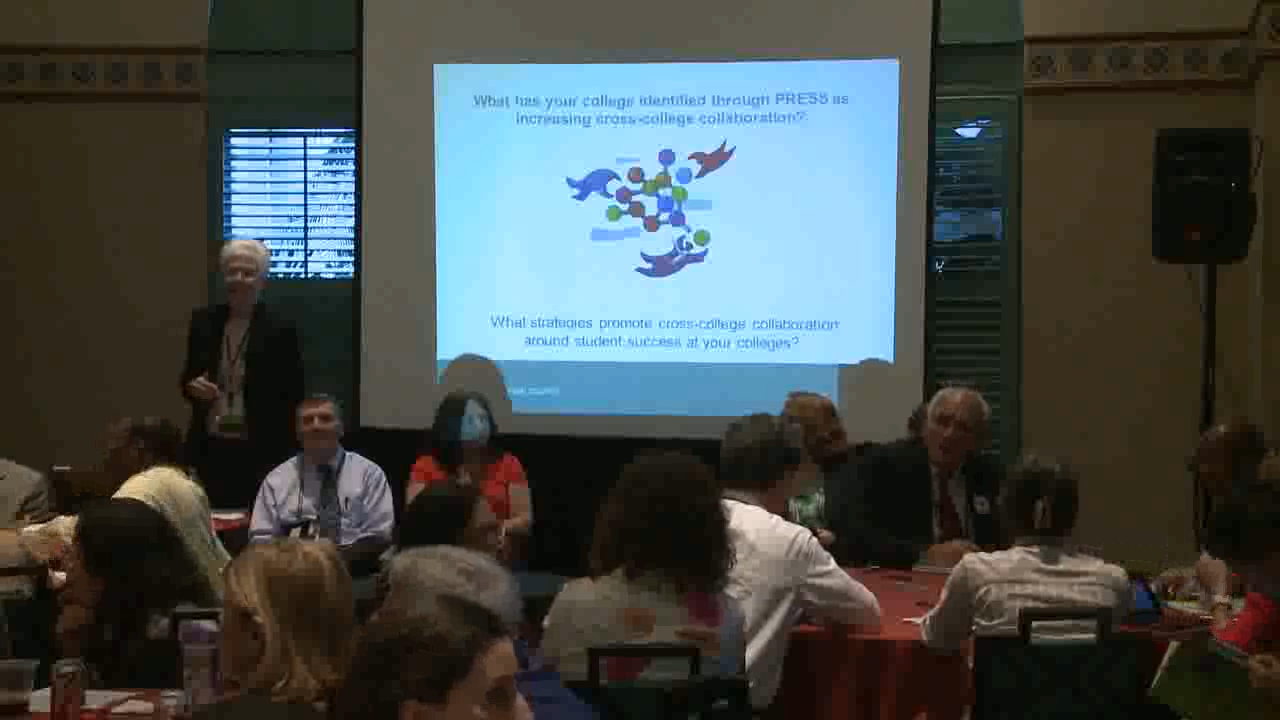 What has your college identified through PRESS as
increasing cross-college collaboration?
What strategies promote cross-college collaboration
around student success at your colleges?